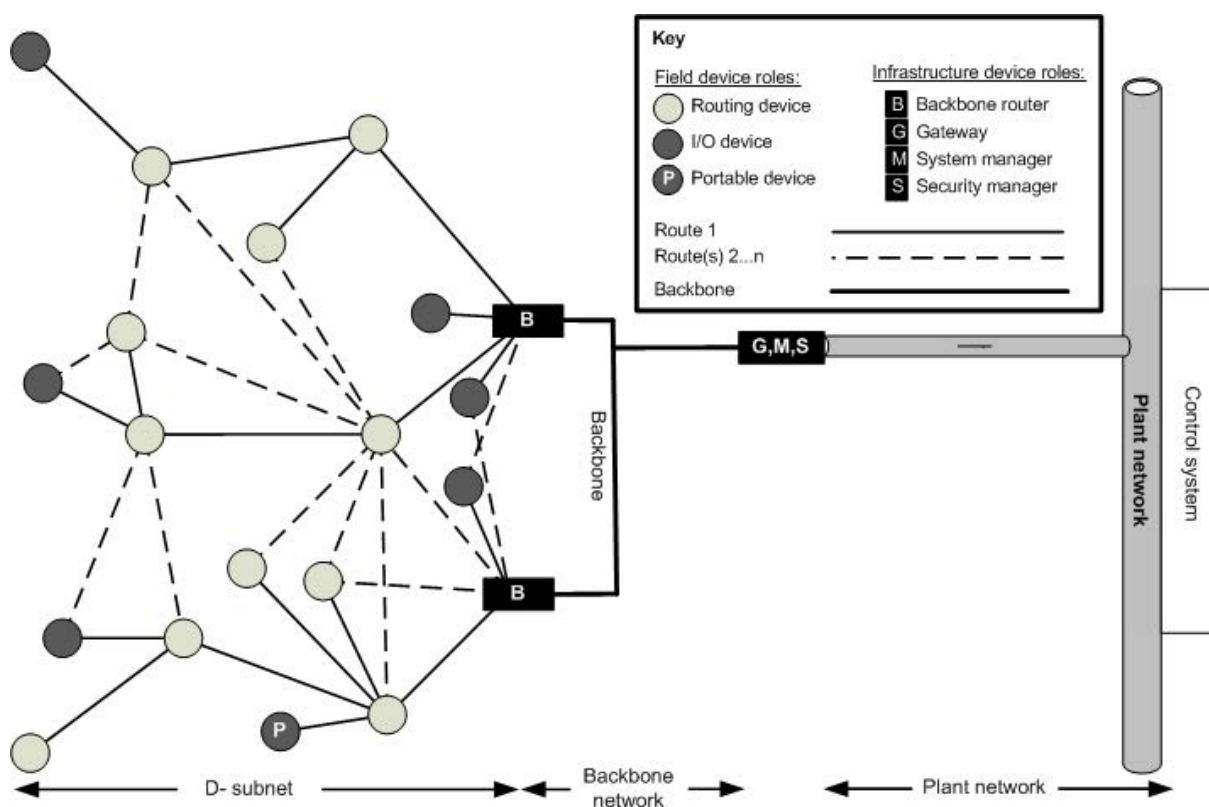 Key
Field device roles:
Routing device
I/O device
P Portable device
Infrastructure device roles:
B Backbone router
G Gateway
M System manager
S Security manager
Route 1
Route(s) 2...n
Backbone
B
G,M,S
Backbone
Plant network
Control system
B
P
D- subnet
Backbone
network
Plant network